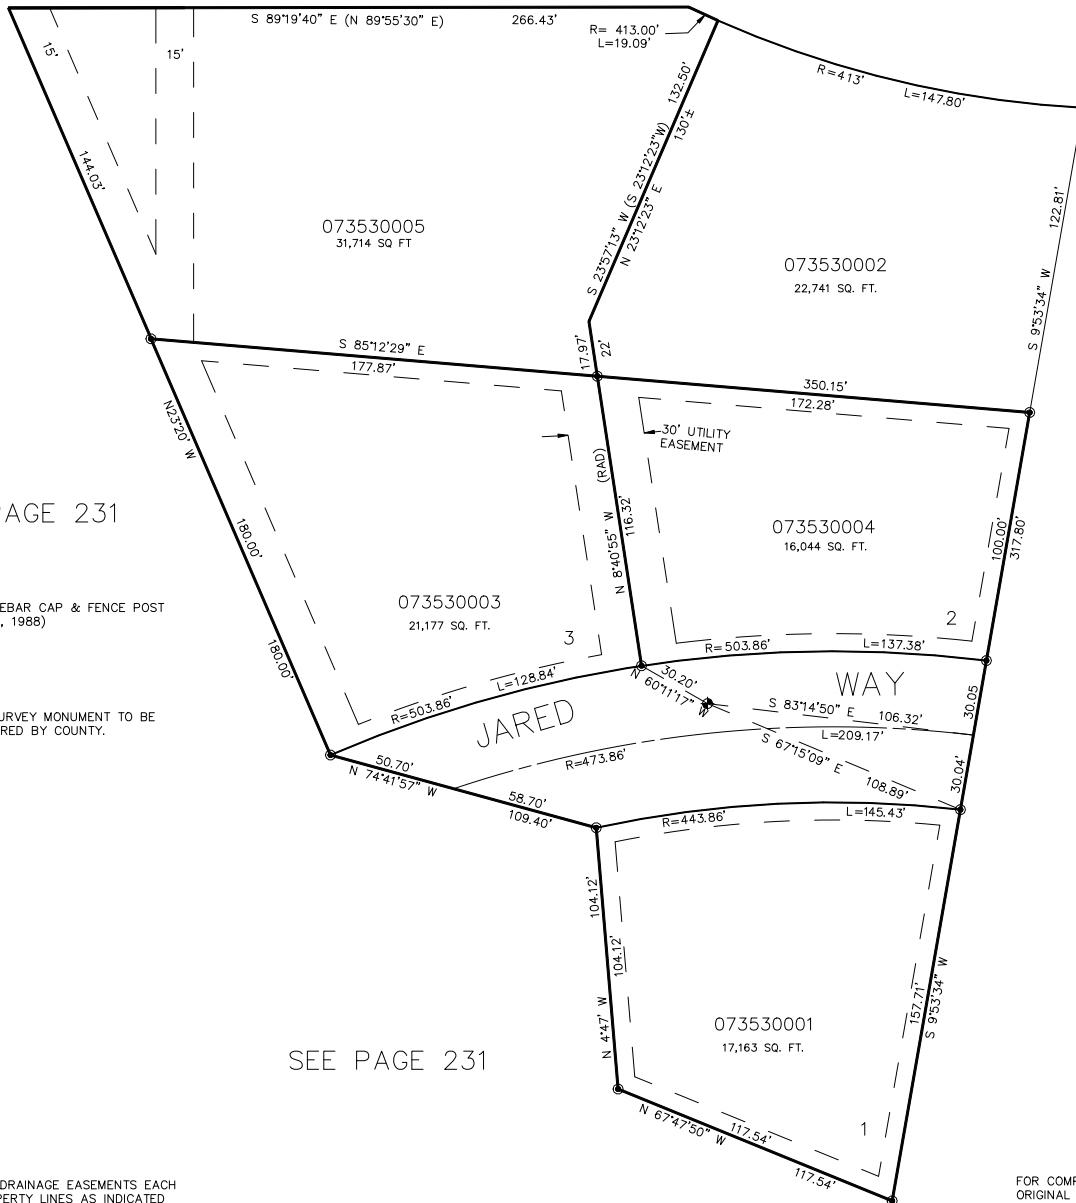 S 89°19'40" E (N 89°55'30" E)
266.43'
R= 413.00'
L=19.09'
R=413'
L=147.80'
15'
15'
144.03'
132.50'
130'±
S 23°57'13" W (S 23°12'23"W)
N 23°12'23" E
122.81'
S 9°53'34" W
073530005
31,714 SQ FT
073530002
22,741 SQ. FT.
17.97'
22'
S 85°12'29" E
177.87'
350.15'
172.28'
30' UTILITY
EASEMENT
N23°20' W
(RAD)
N 8°40'55" W
116.32'
PAGE 231
073530004
16,044 SQ. FT.
100.00'
317.80'
180.00'
EBAR CAP & FENCE POST
, 1988)
073530003
21,177 SQ. FT.
3
2
180.00'
R=503.86'
L=137.38'
L=128.84'
R=503.86'
30.20'
N 60°11'17" W
JARED WAY
S 83°14'50" E
106.32'
30.05
URVEY MONUMENT TO BE
RED BY COUNTY.
L=209.17'
R=473.86'
S 67°15'09" E
108.89'
30.04'
50.70'
N 74°41'57" W
58.70'
109.40'
R=443.86'
L=145.43'
104.12'
104.12'
N 4°47' W
157.71'
S 9°53'34" W
073530001
17,163 SQ. FT.
SEE PAGE 231
N 67°47'50" W
117.54'
117.54'
1
DRAINAGE EASEMENTS EACH
PERTY LINES AS INDICATED
FOR COMP
ORIGINAL